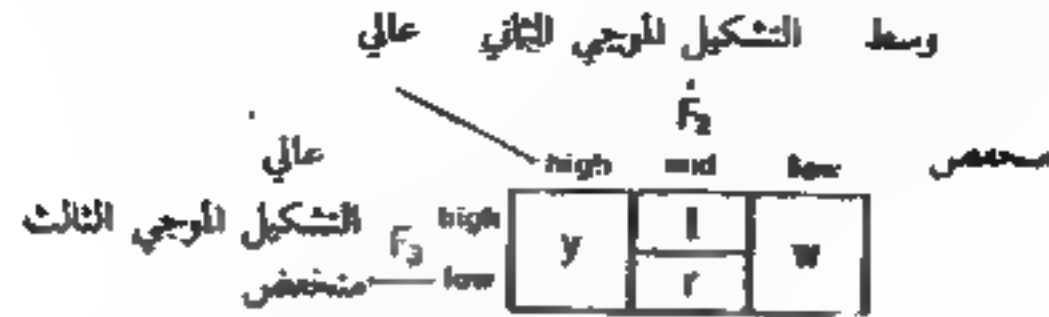 وسط التشكيل الموجي الثاني عالي
F₂
عالي
high mid low منخفض
التشكيل الموجي الثالث F₃ high y l w
منخفض low r